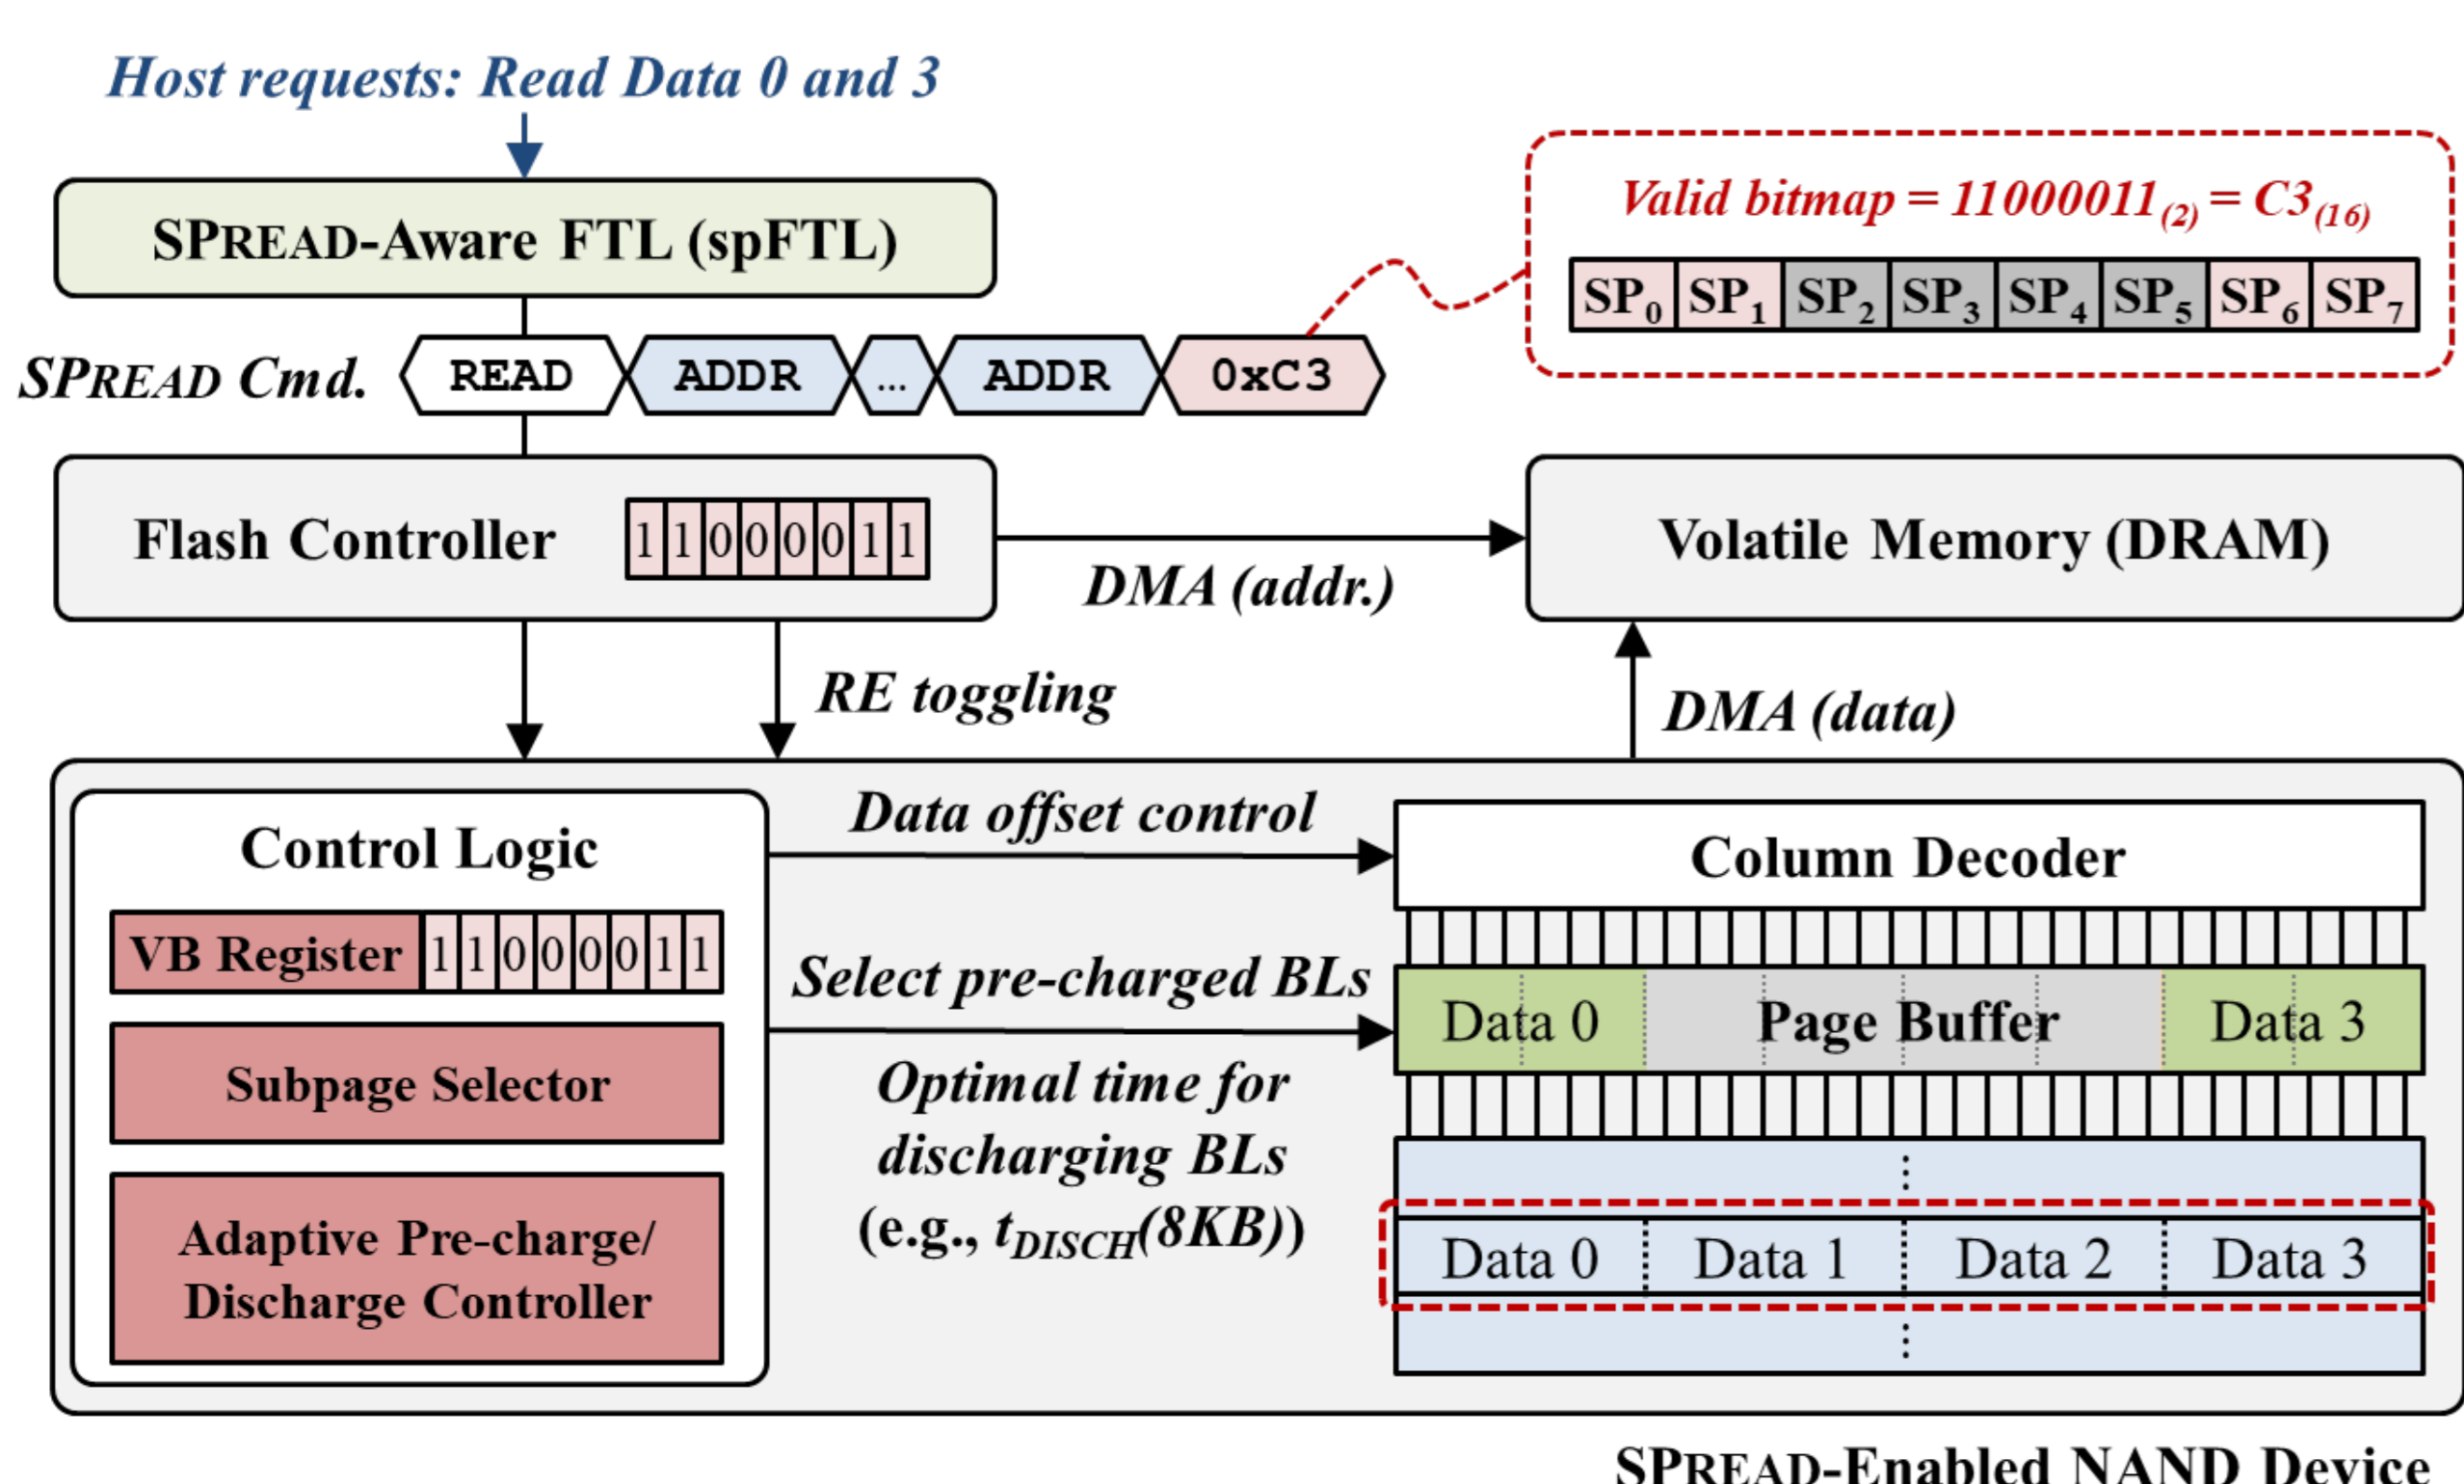 Host requests: Read Data 0 and 3
SPREAD-Aware FTL (spFTL)
Valid bitmap = 11000011(2) = C3(16)
SP0 SP1 SP2 SP3 SP4 SP5 SP6 SP7
SPREAD Cmd. READ ADDR ... ADDR 0xC3
Flash Controller 1 1 0 0 0 0 1 1
DMA (addr.)
Volatile Memory (DRAM)
RE toggling
DMA (data)
Control Logic
VB Register 1 1 0 0 0 0 1 1
Subpage Selector
Adaptive Pre-charge/
Discharge Controller
Data offset control
Select pre-charged BLs
Optimal time for
discharging BLs
(e.g., tDISCH(8KB))
Column Decoder
Data 0 Page Buffer Data 3
Data 0 Data 1 Data 2 Data 3
SPREAD-Enabled NAND Device